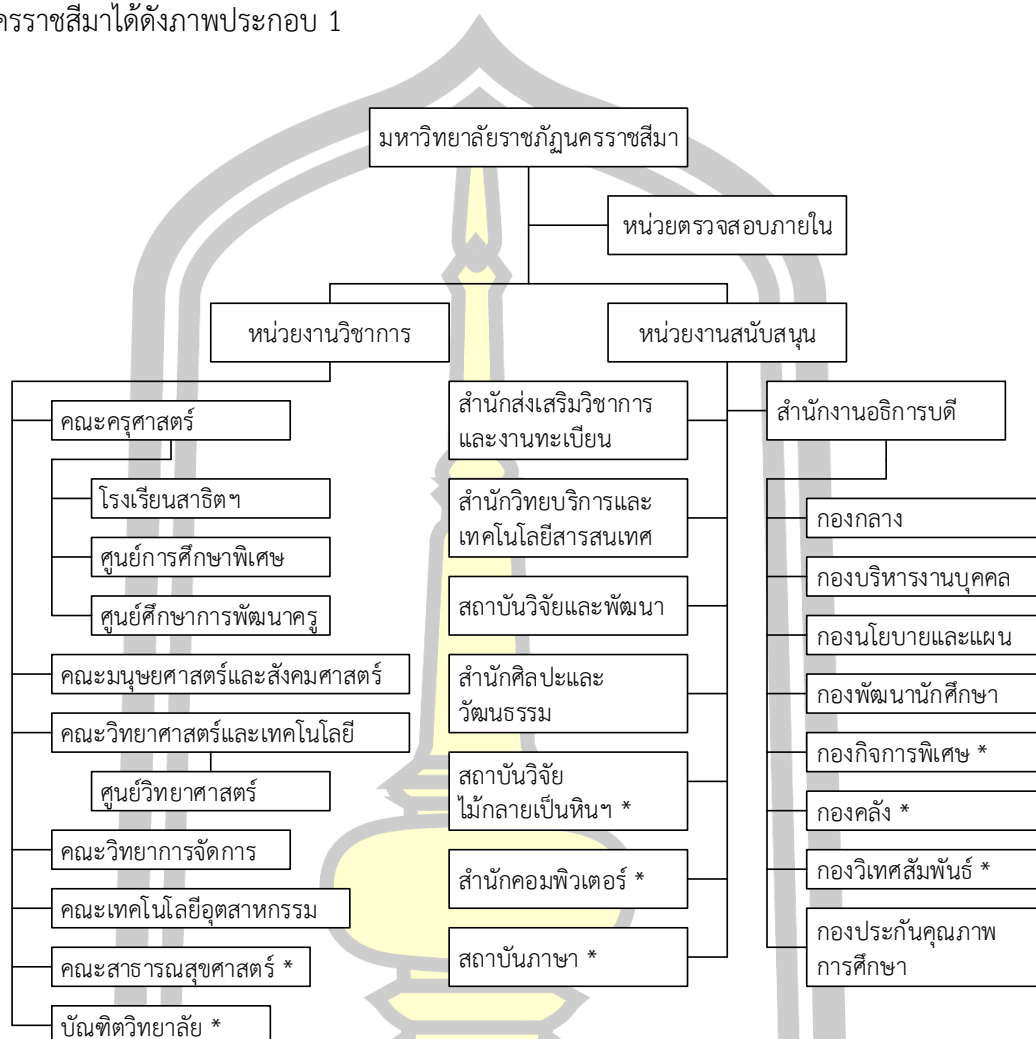 ครราชสีมาได้ดังภาพประกอบ 1
มหาวิทยาลัยราชภัฏนครราชสีมา
หน่วยตรวจสอบภายใน
หน่วยงานวิชาการ
หน่วยงานสนับสนุน
คณะครุศาสตร์
โรงเรียนสาธิตฯ
ศูนย์การศึกษาพิเศษ
ศูนย์ศึกษาการพัฒนาครู
คณะมนุษยศาสตร์และสังคมศาสตร์
คณะวิทยาศาสตร์และเทคโนโลยี
ศูนย์วิทยาศาสตร์
คณะวิทยาการจัดการ
คณะเทคโนโลยีอุตสาหกรรม
คณะสาธารณสุขศาสตร์ *
บัณฑิตวิทยาลัย *
สำนักส่งเสริมวิชาการ
และงานทะเบียน
สำนักวิทยบริการและ
เทคโนโลยีสารสนเทศ
สถาบันวิจัยและพัฒนา
สำนักศิลปะและ
วัฒนธรรม
สถาบันวิจัย
ไม้กลายเป็นหินฯ *
สำนักคอมพิวเตอร์ *
สถาบันภาษา *
สำนักงานอธิการบดี
กองกลาง
กองบริหารงานบุคคล
กองนโยบายและแผน
กองพัฒนานักศึกษา
กองกิจการพิเศษ *
กองคลัง *
กองวิเทศสัมพันธ์ *
กองประกันคุณภาพ
การศึกษา